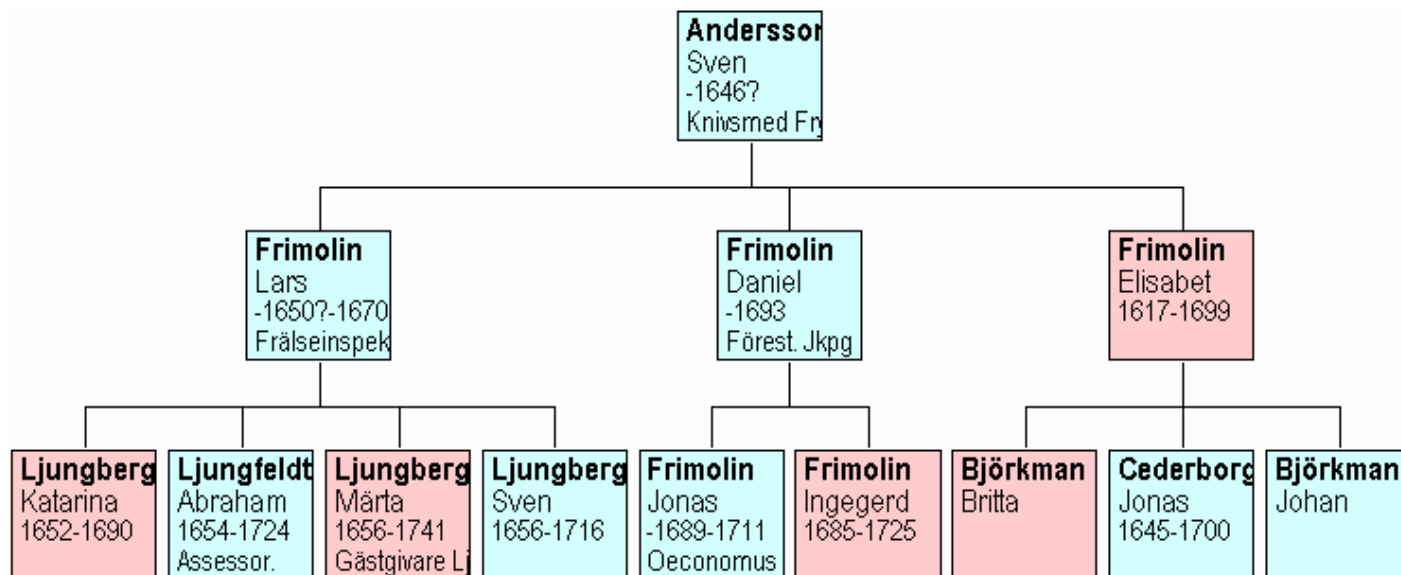 Andersson
Sven
-1646?
Knivsmed Fry
Frimolin
Lars
-1650?-1670
Frälseinspek
Frimolin
Daniel
-1693
Förest. Jkpg
Frimolin
Elisabet
1617-1699
Ljungberg
Katarina
1652-1690
Ljungfeldt
Abraham
1654-1724
Assessor.
Ljungberg
Märta
1656-1741
Gästgivare Lj
Ljungberg
Sven
1656-1716
Frimolin
Jonas
-1689-1711
Oeconomus
Frimolin
Ingegerd
1685-1725
Björkman
Britta
Cederborg
Jonas
1645-1700
Björkman
Johan